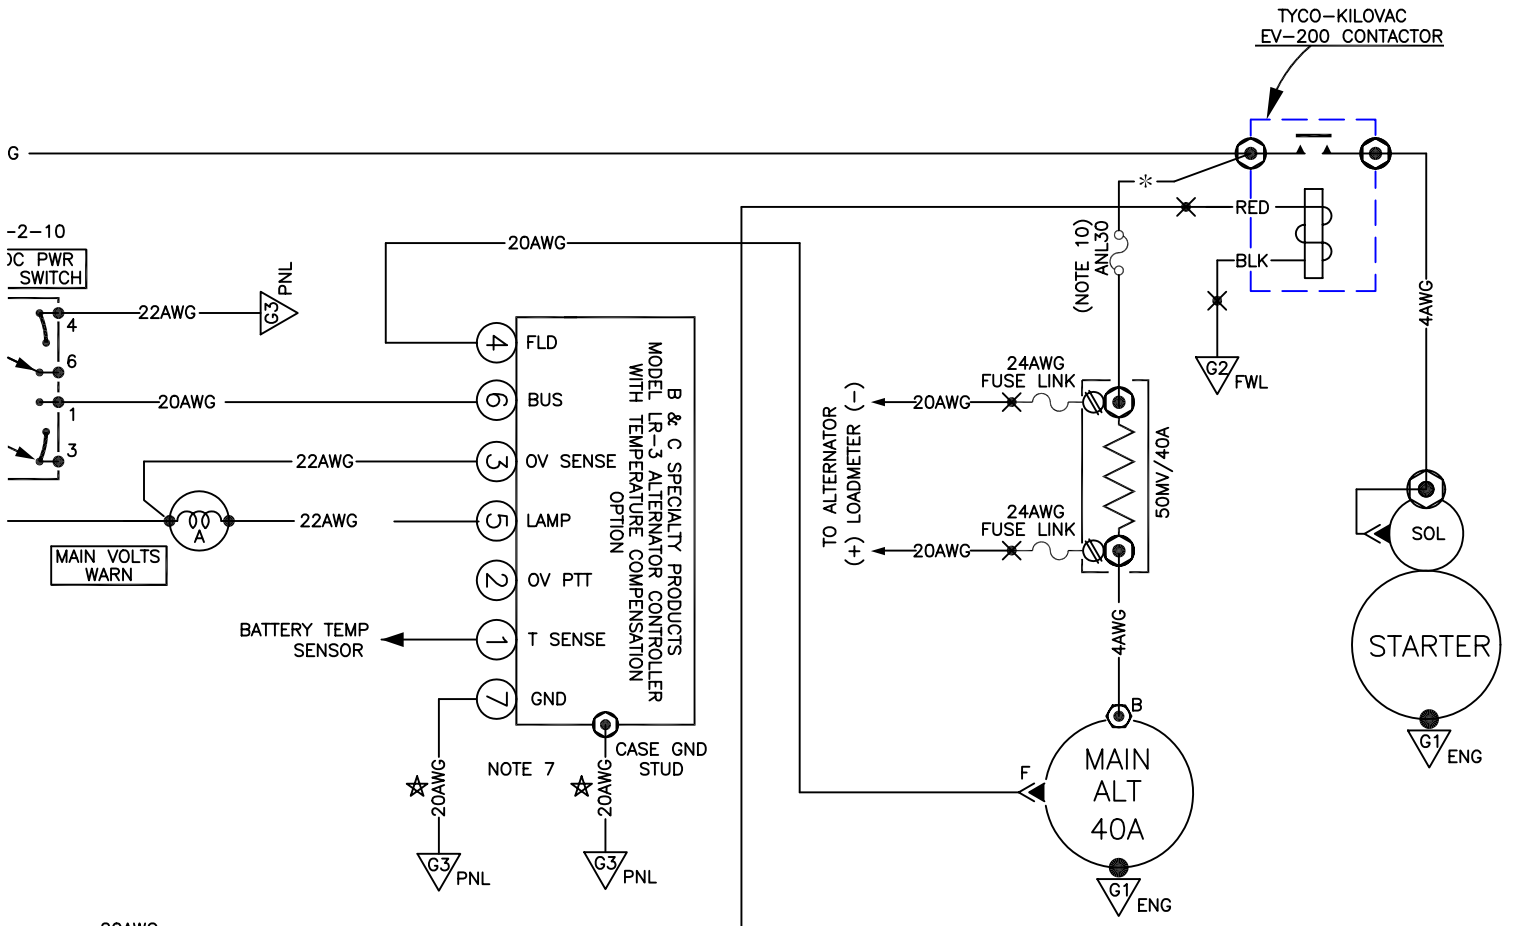 TYCO-KILOVAC
EV-200 CONTACTOR
G
*
RED
BLK
-2-10
DC PWR
SWITCH
20AWG
(NOTE 10)
ANL30
4AWG
G3
PNL
22AWG
4
6
1
3
20AWG
22AWG
22AWG
A
MAIN VOLTS
WARN
4
FLD
6
BUS
3
OV SENSE
5
LAMP
2
OV PTT
1
T SENSE
7
GND
B & C SPECIALTY PRODUCTS
MODEL LR-3 ALTERNATOR CONTROLLER
WITH TEMPERATURE COMPENSATION
OPTION
BATTERY TEMP
SENSOR
NOTE 7
CASE GND
STUD
20AWG
20AWG
G3
PNL
G3
PNL
G2
FWL
24AWG
FUSE LINK
20AWG
TO ALTERNATOR
(+) LOADMETER (-)
24AWG
FUSE LINK
20AWG
50MV/40A
4AWG
B
F
MAIN
ALT
40A
G1
ENG
SOL
STARTER
G1
ENG